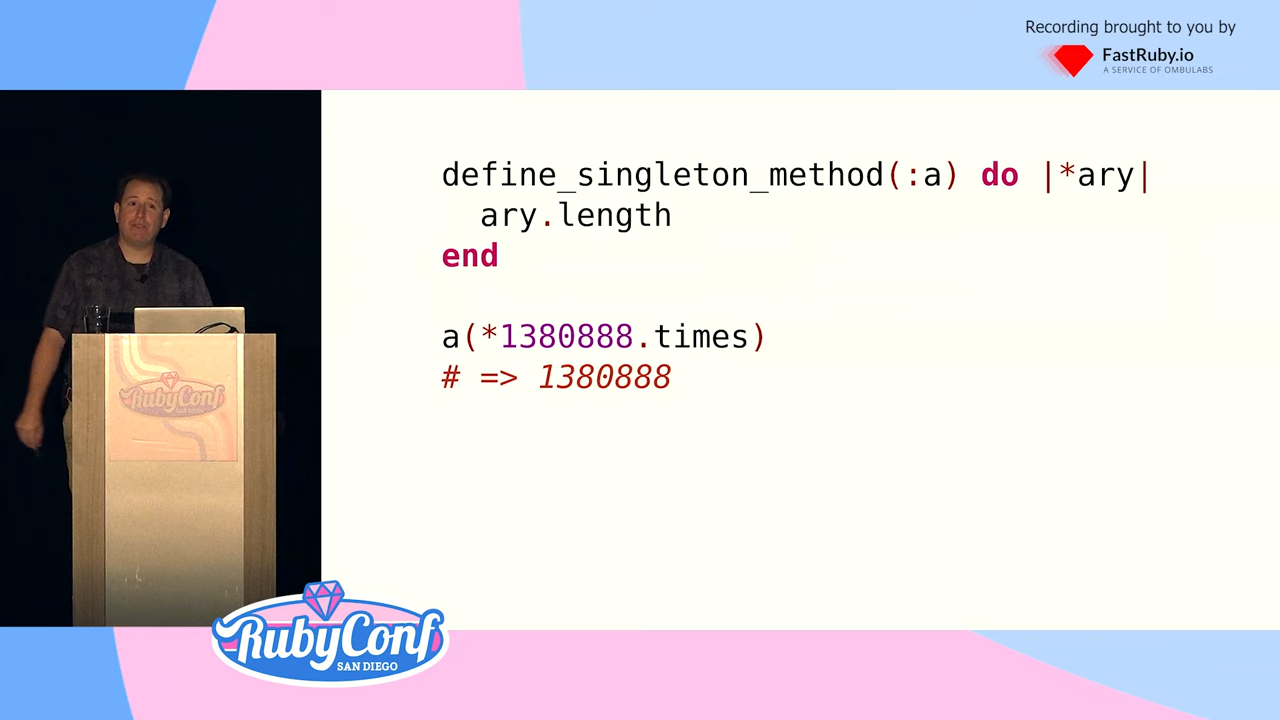 Recording brought to you by
FastRuby.io
A SERVICE OF OMBULABS
define_singleton_method(:a) do |*ary|
  ary.length
end
a(*1380888.times)
# => 1380888
RubyConf
RubyConf
SAN DIEGO